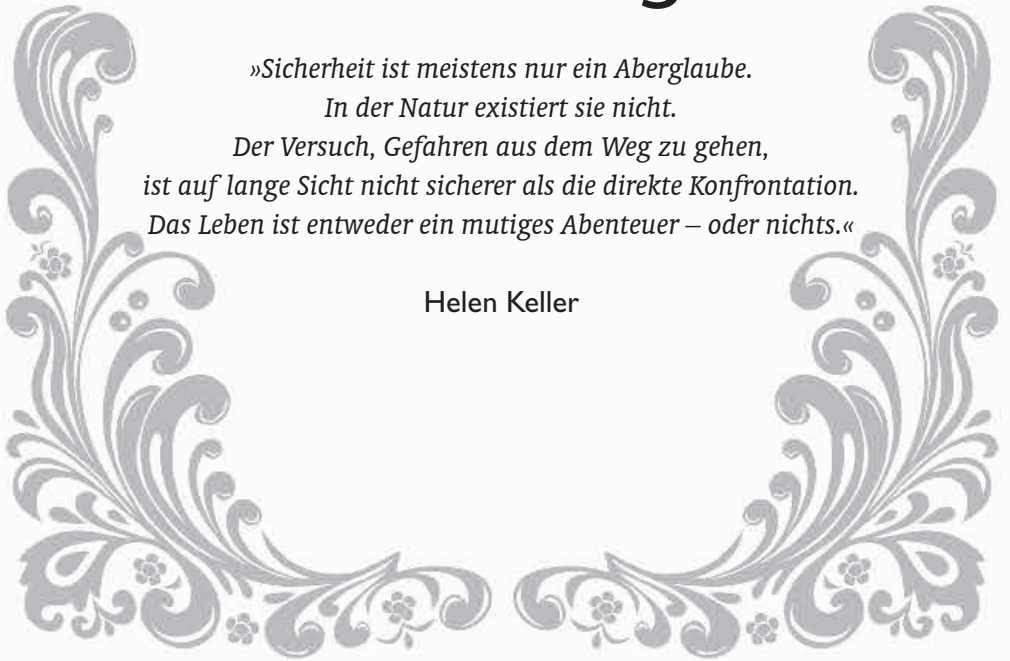 »Sicherheit ist meistens nur ein Aberglaube.
In der Natur existiert sie nicht.
Der Versuch, Gefahren aus dem Weg zu gehen,
ist auf lange Sicht nicht sicherer als die direkte Konfrontation.
Das Leben ist entweder ein mutiges Abenteuer – oder nichts.«
Helen Keller